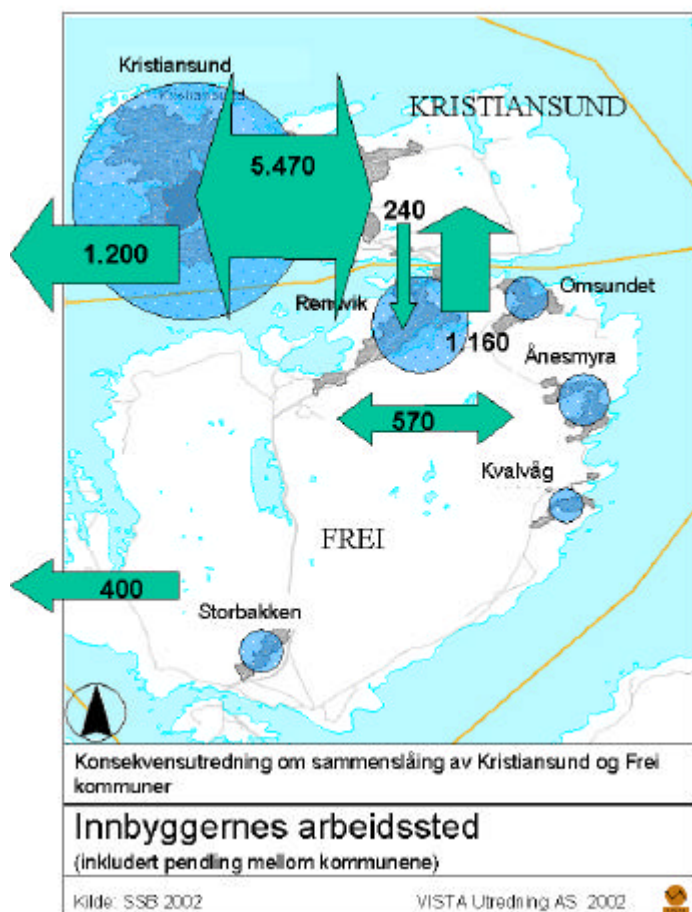 Kristiansund
Kristiansund
KRISTIANSUND
5.470
240
1.200
Omsundet
Rensvik
1.160
Ånesmyra
570
Kvalvåg
FREI
400
Storbakken
Konsekvensutredning om sammenslåing av Kristiansund og Frei
kommuner
Innbyggernes arbeidssted
(inkludert pendling mellom kommunene)
Kilde: SSB 2002 VISTA Utredning AS 2002